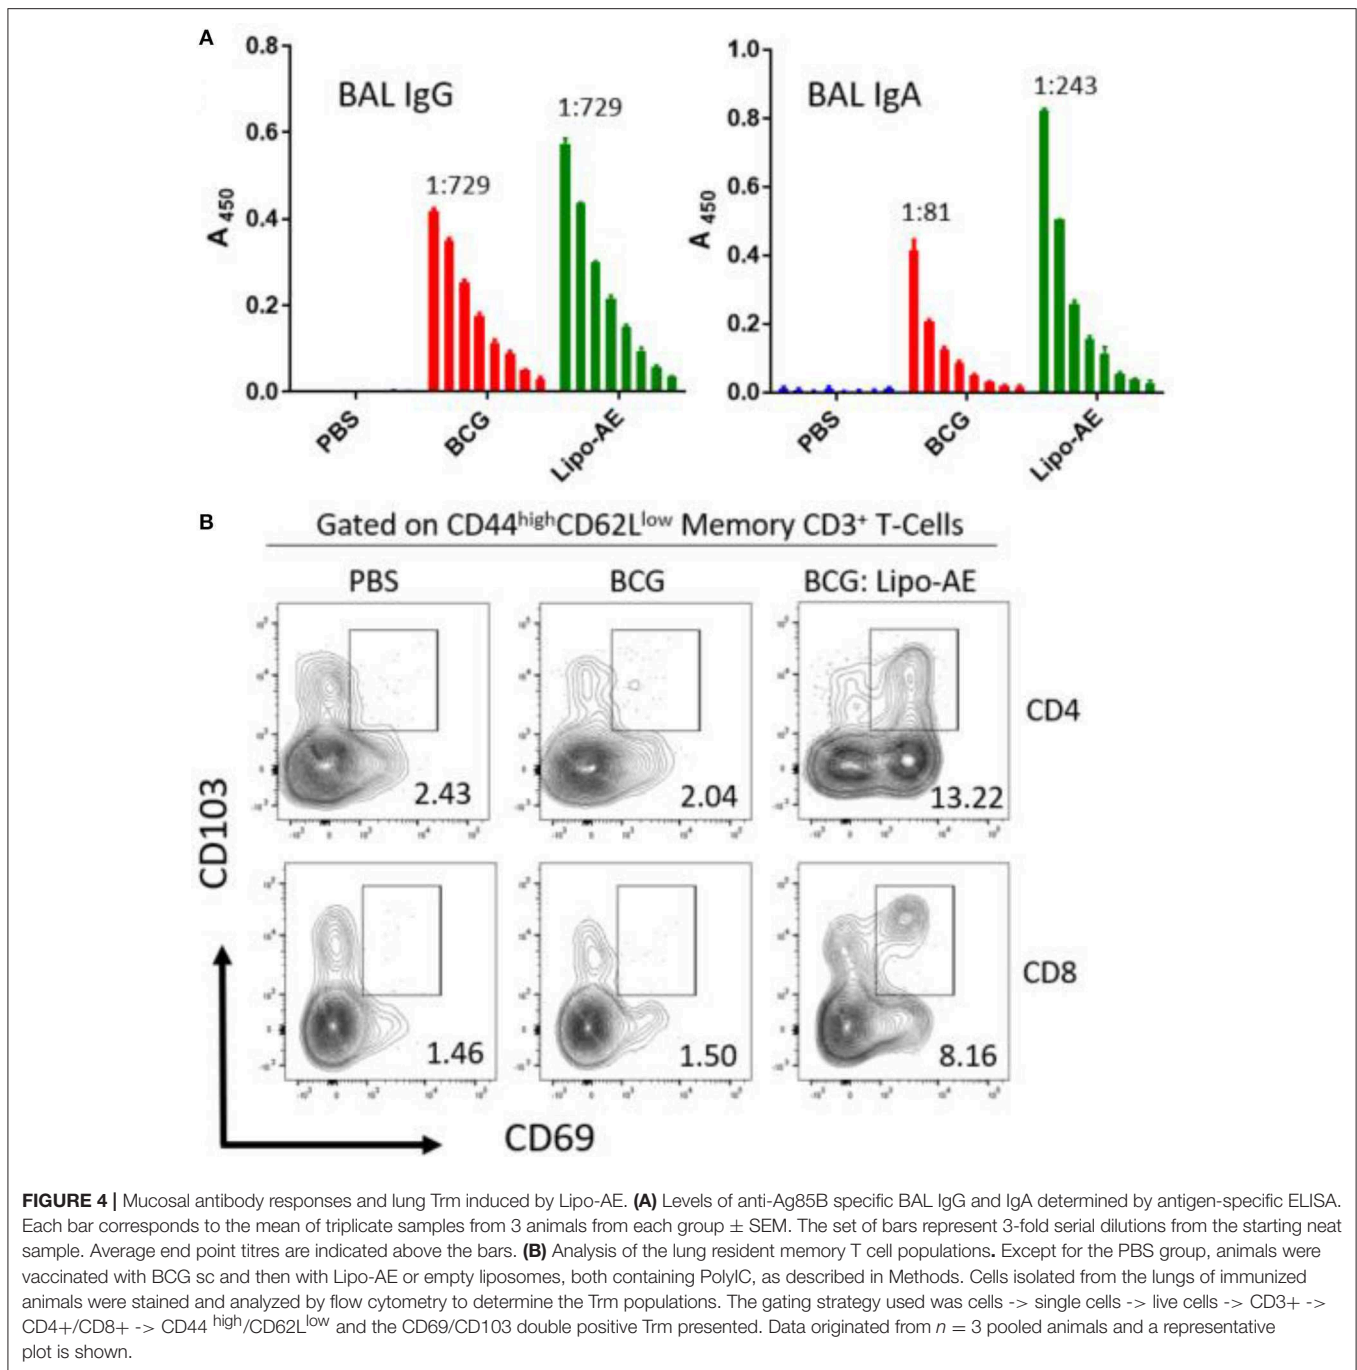 A
0.8
0.6
0.4
0.2
0.0
A 450
BAL IgG
1:729
1:729
PBS
BCG
Lipo-AE
1.0
0.8
0.6
0.4
0.2
0.0
A 450
BAL IgA
1:81
1:243
PBS
BCG
Lipo-AE
B
Gated on CD44highCD62Llow Memory CD3+ T-Cells
PBS
BCG
BCG: Lipo-AE
2.43
2.04
13.22
CD4
1.46
1.50
8.16
CD8
CD103
CD69
FIGURE 4 | Mucosal antibody responses and lung Trm induced by Lipo-AE. (A) Levels of anti-Ag85B specific BAL IgG and IgA determined by antigen-specific ELISA.
Each bar corresponds to the mean of triplicate samples from 3 animals from each group ± SEM. The set of bars represent 3-fold serial dilutions from the starting neat
sample. Average end point titres are indicated above the bars. (B) Analysis of the lung resident memory T cell populations. Except for the PBS group, animals were
vaccinated with BCG sc and then with Lipo-AE or empty liposomes, both containing PolyIC, as described in Methods. Cells isolated from the lungs of immunized
animals were stained and analyzed by flow cytometry to determine the Trm populations. The gating strategy used was cells -> single cells -> live cells -> CD3+ ->
CD4+/CD8+ -> CD44 high/CD62Llow and the CD69/CD103 double positive Trm presented. Data originated from n = 3 pooled animals and a representative
plot is shown.